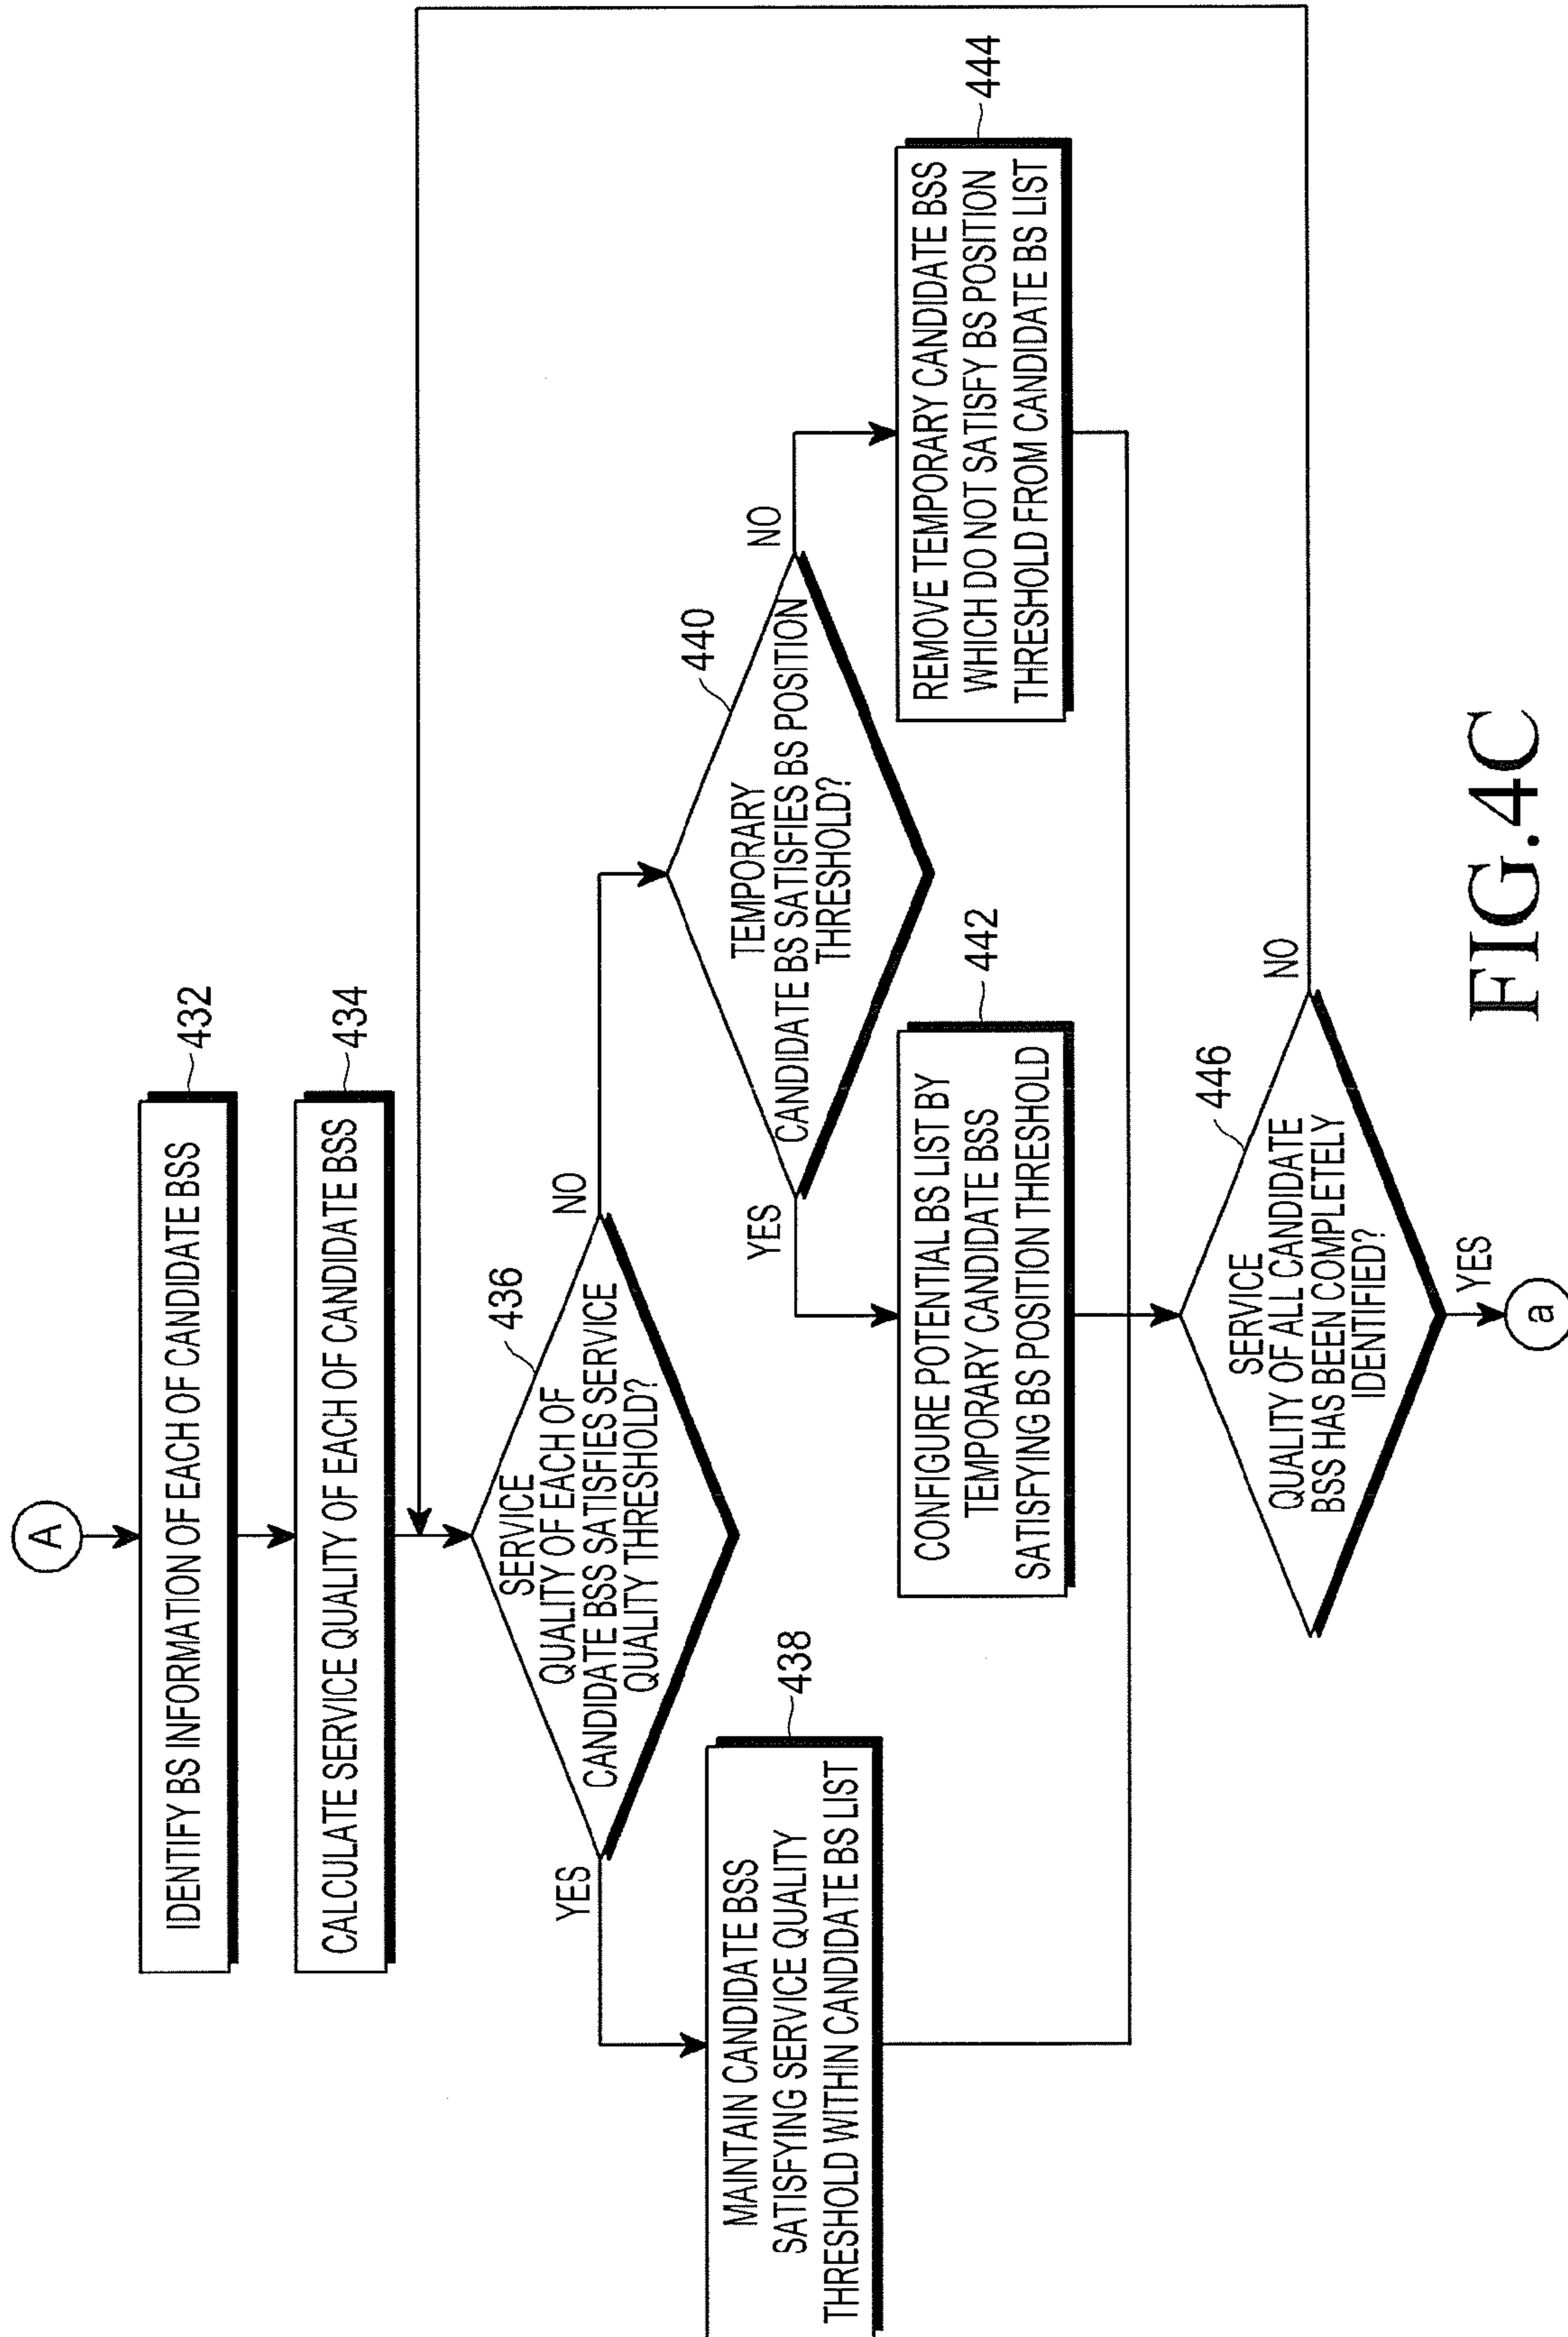 A
IDENTIFY BS INFORMATION OF EACH OF CANDIDATE BSS
432
CALCULATE SERVICE QUALITY OF EACH OF CANDIDATE BSS
434
SERVICE
QUALITY OF EACH OF
CANDIDATE BSS SATISFIES SERVICE
QUALITY THRESHOLD?
436
YES
NO
MAINTAIN CANDIDATE BSS
SATISFYING SERVICE QUALITY
THRESHOLD WITHIN CANDIDATE BS LIST
438
TEMPORARY
CANDIDATE BS SATISFIES BS POSITION
THRESHOLD?
440
YES
NO
CONFIGURE POTENTIAL BS LIST BY
TEMPORARY CANDIDATE BSS
SATISFYING BS POSITION THRESHOLD
442
REMOVE TEMPORARY CANDIDATE BSS
WHICH DO NOT SATISFY BS POSITION
THRESHOLD FROM CANDIDATE BS LIST
444
SERVICE
QUALITY OF ALL CANDIDATE
BSS HAS BEEN COMPLETELY
IDENTIFIED?
446
NO
YES
a
FIG.4C